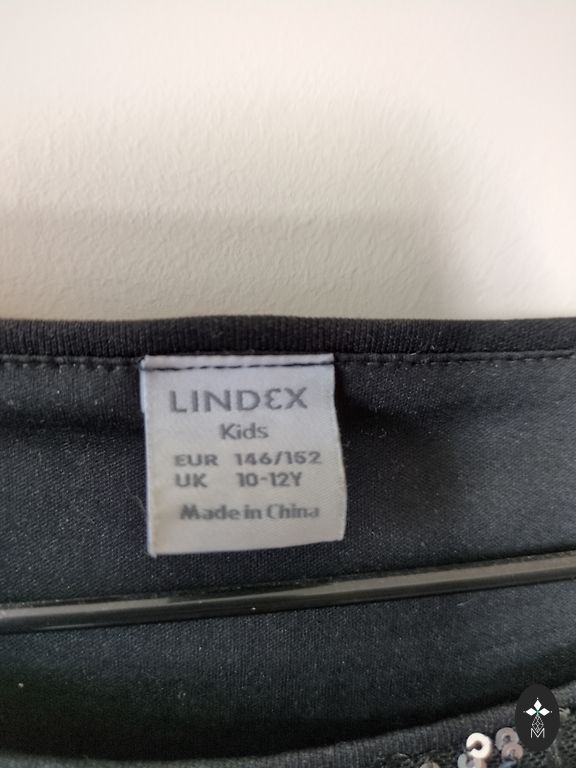 LINDEX
Kids
EUR 146/152
UK 10-12Y
Made in China
M